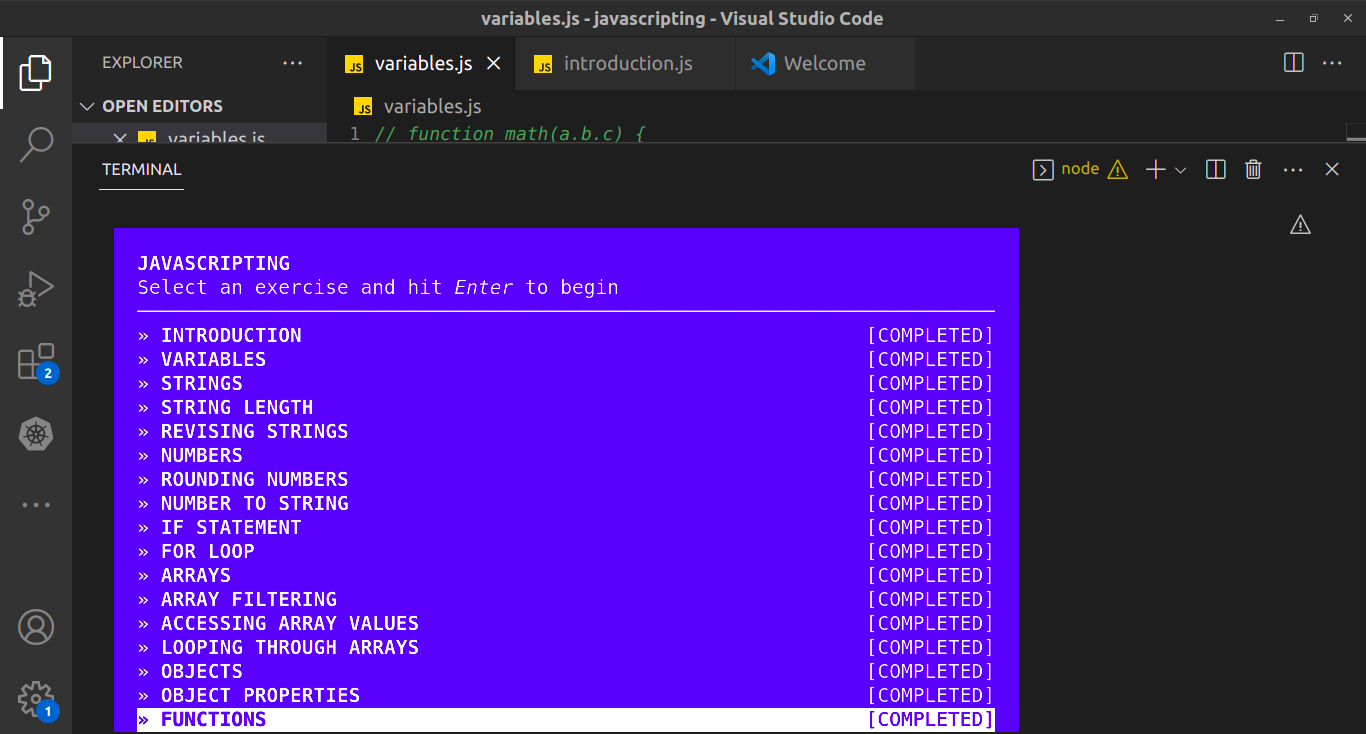 variables.js - javascripting - Visual Studio Code
EXPLORER
JS variables.js
JS introduction.js
Welcome
OPEN EDITORS
JS variables.js
JS variables.js
1 // function math(a.b.c) {
TERMINAL
node
JAVASCRIPTING
Select an exercise and hit Enter to begin
» INTRODUCTION [COMPLETED]
» VARIABLES [COMPLETED]
» STRINGS [COMPLETED]
» STRING LENGTH [COMPLETED]
» REVISING STRINGS [COMPLETED]
» NUMBERS [COMPLETED]
» ROUNDING NUMBERS [COMPLETED]
» NUMBER TO STRING [COMPLETED]
» IF STATEMENT [COMPLETED]
» FOR LOOP [COMPLETED]
» ARRAYS [COMPLETED]
» ARRAY FILTERING [COMPLETED]
» ACCESSING ARRAY VALUES [COMPLETED]
» LOOPING THROUGH ARRAYS [COMPLETED]
» OBJECTS [COMPLETED]
» OBJECT PROPERTIES [COMPLETED]
» FUNCTIONS [COMPLETED]
2
1